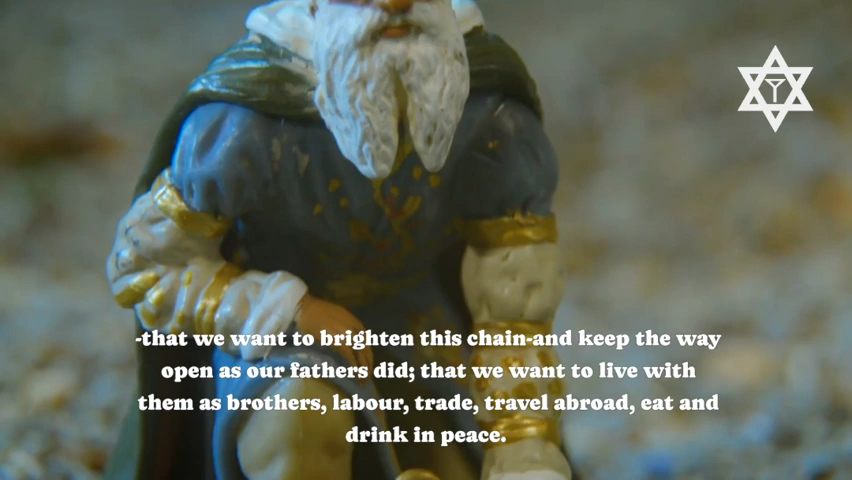 -that we want to brighten this chain-and keep the way
open as our fathers did; that we want to live with
them as brothers, labour, trade, travel abroad, eat and
drink in peace.